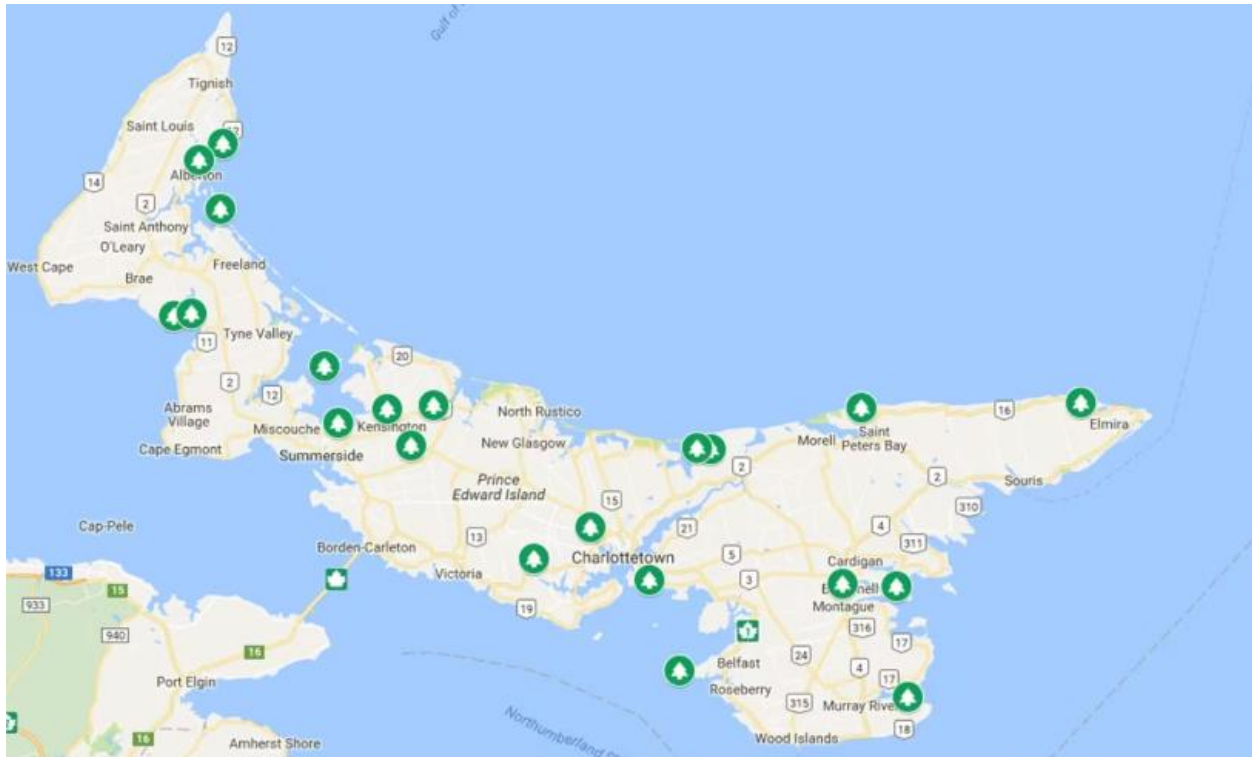 Gulf of
12
Tignish
Saint Louis
Alberton
14
2
Saint Anthony
O'Leary
West Cape
Freeland
Brae
Tyne Valley
11
20
2
12
Abrams
Village
Miscouche
Kensington
Cape Egmont
Summerside
North Rustico
New Glasgow
Morell
Saint
Peters Bay
16
Elmira
2
2
Souris
Prince
Edward Island
15
310
Cap-Pele
21
4
311
13
Borden-Carleton
Charlottetown
5
Cardigan
Victoria
3
133
15
933
19
Montague
940
1
316
17
16
24
Belfast
4
17
Port Elgin
Roseberry
315
Murray River
18
Northumberland
Wood Islands
16
Amherst Shore